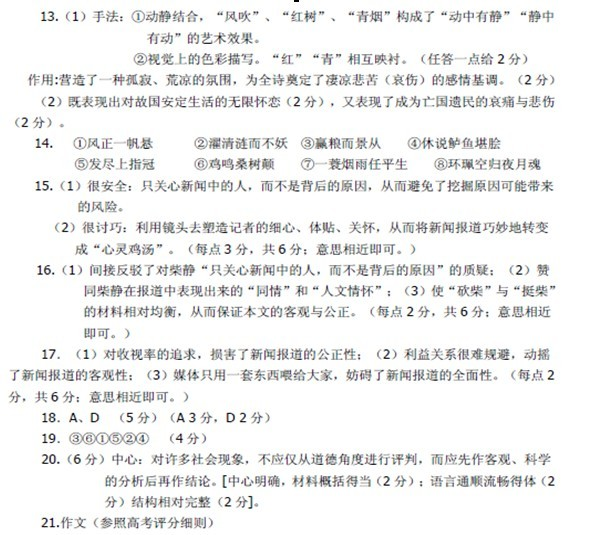 13.（1）手法：①动静结合，“风吹”、“红树”、“青烟”构成了“动中有静”“静中
有动”的艺术效果。
②视觉上的色彩描写。“红”“青”相互映衬。（任答一点给 2 分）
作用:营造了一种孤寂、荒凉的氛围，为全诗奠定了凄凉悲苦（哀伤）的感情基调。（2 分）
（2）既表现出对故国安定生活的无限怀恋（2 分），又表现了成为亡国遗民的哀痛与悲伤
（2 分）。
14. ①风正一帆悬 ②濯清涟而不妖 ③赢粮而景从 ④休说鲈鱼堪脍
⑤发尽上指冠 ⑥鸡鸣桑树颠 ⑦一蓑烟雨任平生 ⑧环珮空归夜月魂
15.（1）很安全：只关心新闻中的人，而不是背后的原因，从而避免了挖掘原因可能带来
的风险。
（2）很讨巧：利用镜头去塑造记者的细心、体贴、关怀，从而将新闻报道巧妙地转变
成“心灵鸡汤”。（每点 3 分，共 6 分；意思相近即可。）
16.（1）间接反驳了对柴静“只关心新闻中的人，而不是背后的原因”的质疑；（2）赞
同柴静在报道中表现出来的“同情”和“人文情怀”；（3）使“砍柴”与“挺柴”
的材料相对均衡，从而保证本文的客观与公正。（每点 2 分，共 6 分；意思相近
即可。）
17.（1）对收视率的追求，损害了新闻报道的公正性；（2）利益关系很难规避，动摇
了新闻报道的客观性；（3）媒体只用一套东西喂给大家，妨碍了新闻报道的全面性。（每点 2
分，共 6 分；意思相近即可。）
18. A、D （5 分）（A 3 分，D 2 分）
19. ③⑥①⑤②④ （4 分）
20.（6 分）中心：对许多社会现象，不应仅从道德角度进行评判，而应先作客观、科学
的分析后再作结论。[中心明确，材料概括得当（2 分）；语言通顺流畅得体（2
分）结构相对完整（2 分]。
21.作文（参照高考评分细则）